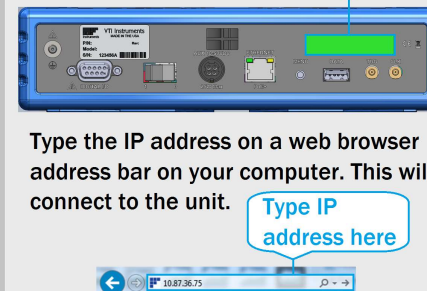 VTI Instruments
MADE IN THE USA
P/N:
Model:
S/N: 123456A
Type the IP address on a web browser
address bar on your computer. This wil
connect to the unit.
Type IP
address here
10.87.36.75